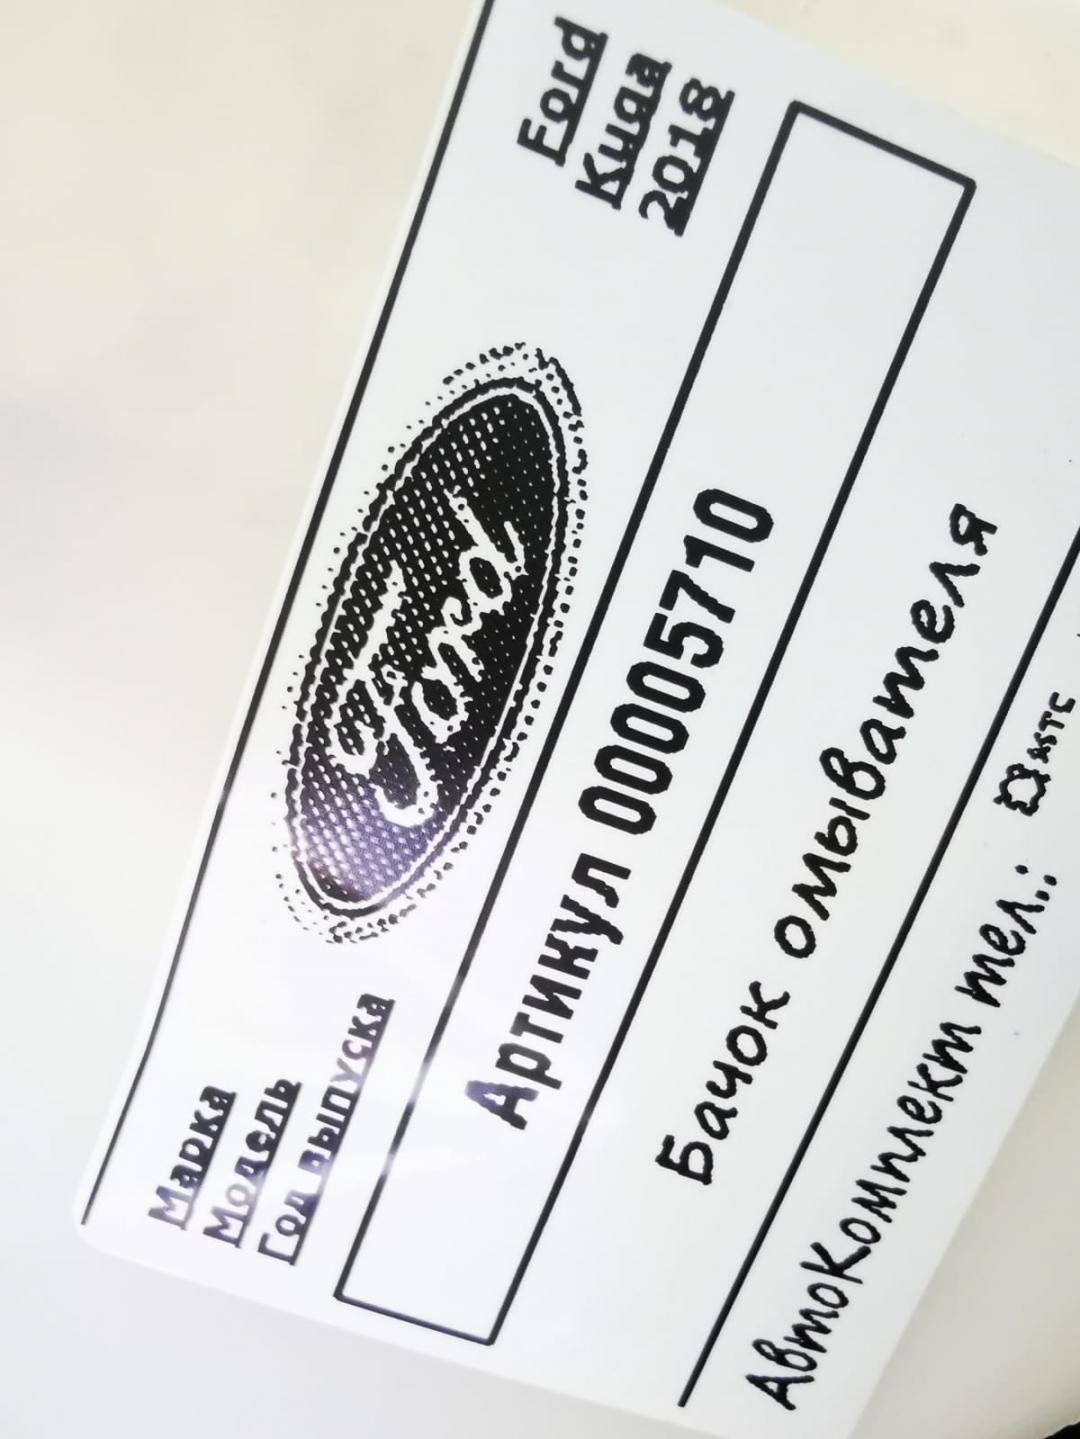 Марка Ford
Модель Kuga
Год выпуска 2018
Ford
Артикул 00005710
Бачок омывателя
АвтоКомплект тел.: